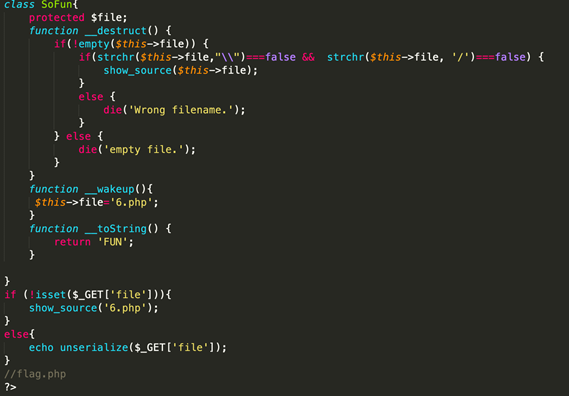 class SoFun{
protected $file;
function __destruct() {
if(!empty($this->file)) {
if(strchr($this->file,"\\")===false &&  strchr($this->file, '/')===false) {
show_source($this->file);
}
else {
die('Wrong filename.');
}
} else {
die('empty file.');
}
}
function __wakeup(){
$this->file='6.php';
}
function __toString() {
return 'FUN';
}
}
if (!isset($_GET['file'])){
show_source('6.php');
}
else{
echo unserialize($_GET['file']);
}
//flag.php
?>